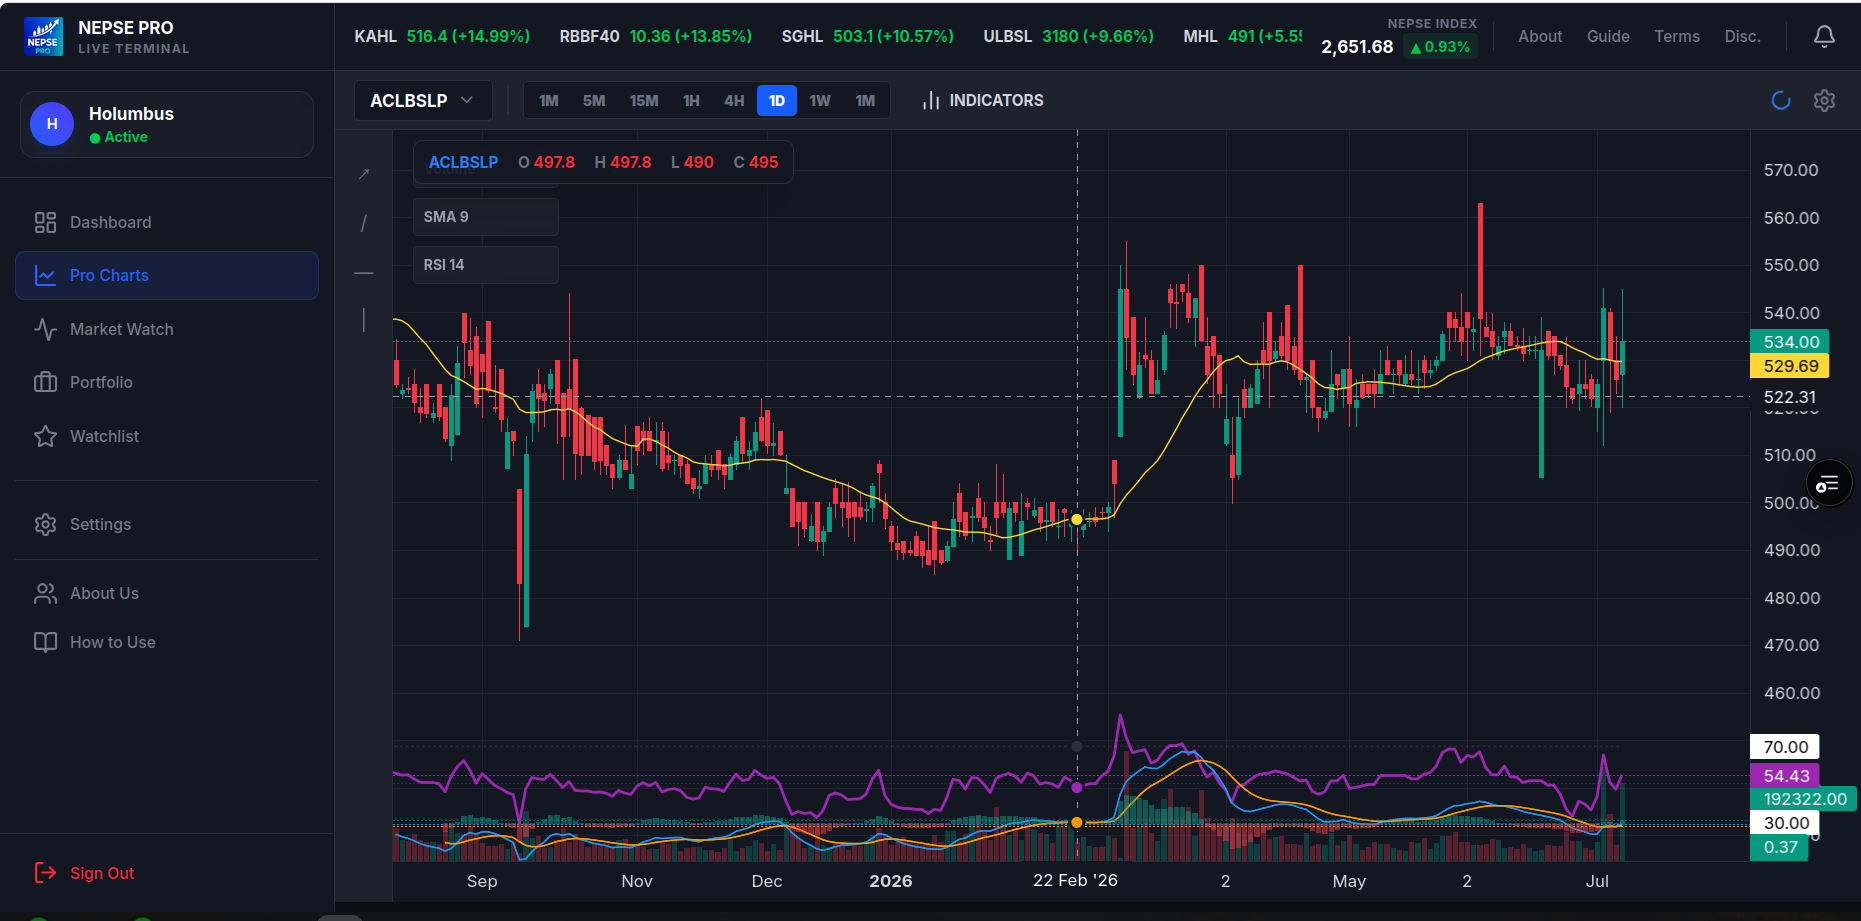 NEPSE PRO
LIVE TERMINAL
NEPSE
PRO
KAHL 516.4 (+14.99%) RBBF40 10.36 (+13.85%) SGHL 503.1 (+10.57%) ULBSL 3180 (+9.66%) MHL 491 (+5.55
NEPSE INDEX
2,651.68 ▲0.93%
About Guide Terms Disc.
H
Holumbus
Active
ACLBSLP
1M 5M 15M 1H 4H 1D 1W 1M
INDICATORS
Dashboard
Pro Charts
Market Watch
Portfolio
Watchlist
Settings
About Us
How to Use
Sign Out
ACLBSLP O 497.8 H 497.8 L 490 C 495
Volume
SMA 9
RSI 14
570.00
560.00
550.00
540.00
534.00
529.69
522.31
510.00
500.00
490.00
480.00
470.00
460.00
70.00
54.43
192322.00
30.00
0.37
Sep Nov Dec 2026 22 Feb '26 2 May 2 Jul